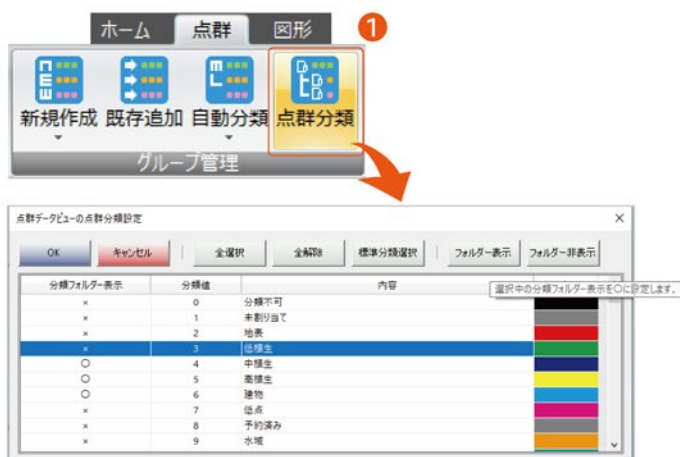 ホーム 点群 図形
1
新規作成 既存追加 自動分類 点群分類
グループ管理
点群データビューの点群分類設定
OK キャンセル 全選択 全解除 標準分類選択 フォルダー表示 フォルダー非表示
分類フォルダー表示 分類値 内容
選択中の分類フォルダー表示を○に設定します。
× 0 分類不可
× 1 未割り当て
× 2 地表
× 3 低植生
○ 4 中植生
○ 5 高植生
○ 6 建物
× 7 低点
× 8 予約済み
× 9 水域